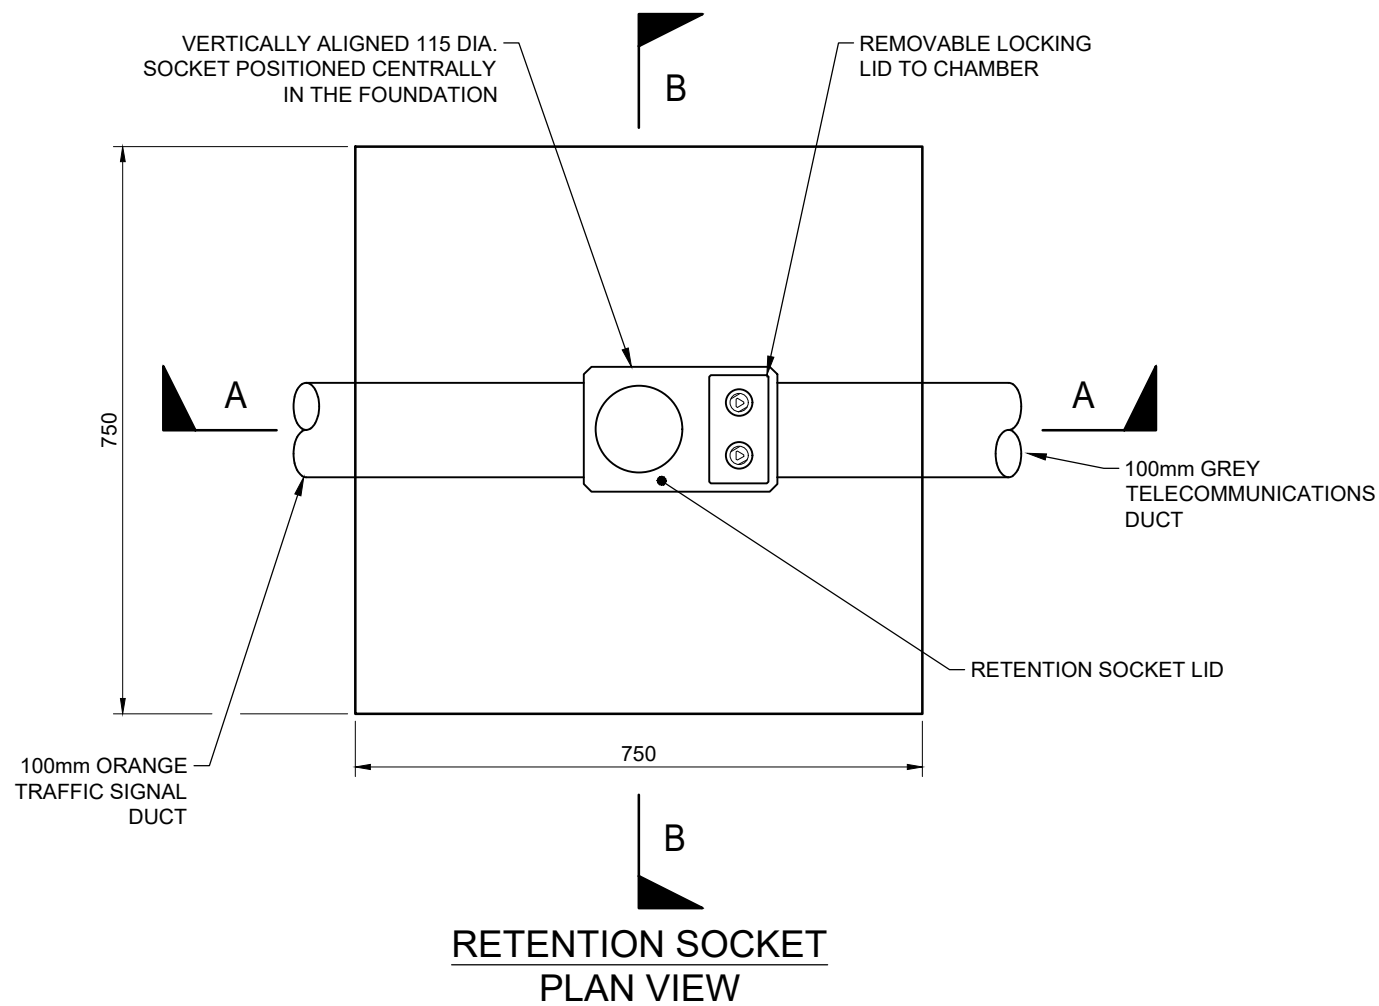 VERTICALLY ALIGNED 115 DIA.
SOCKET POSITIONED CENTRALLY
IN THE FOUNDATION
B
REMOVABLE LOCKING
LID TO CHAMBER
A
A
750
100mm GREY
TELECOMMUNICATIONS
DUCT
RETENTION SOCKET LID
750
100mm ORANGE
TRAFFIC SIGNAL
DUCT
B
RETENTION SOCKET
PLAN VIEW